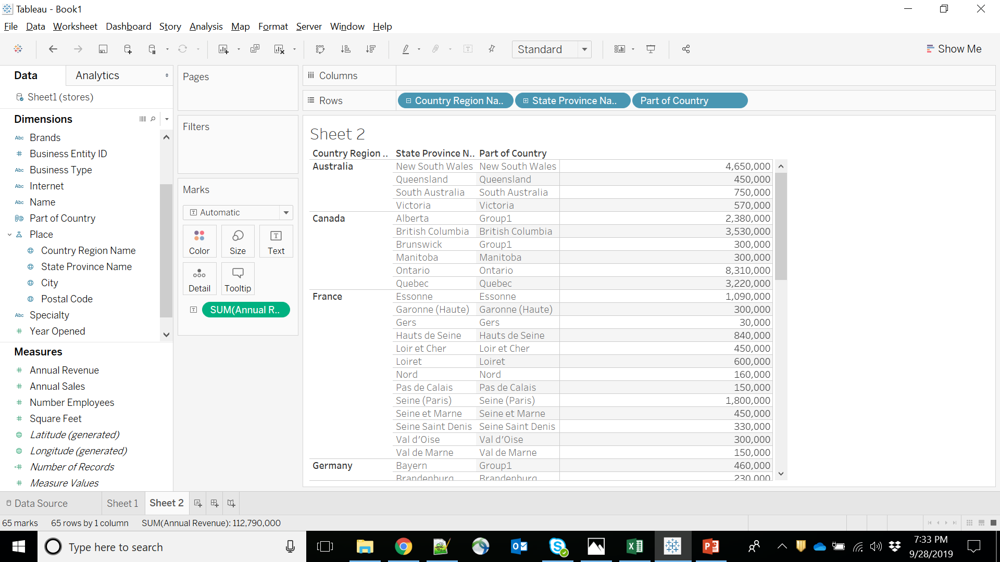 Tableau - Book1
File Data Worksheet Dashboard Story Analysis Map Format Server Window Help
Standard
Show Me
Data Analytics
Sheet1 (stores)
Dimensions
Abc Brands
# Business Entity ID
Abc Business Type
Abc Internet
Abc Name
Part of Country
Place
Country Region Name
State Province Name
City
Postal Code
Abc Specialty
# Year Opened
Measures
# Annual Revenue
# Annual Sales
# Number Employees
# Square Feet
Latitude (generated)
Longitude (generated)
=# Number of Records
# Measure Values
Pages
Filters
Marks
T Automatic
Color Size T Text
Detail Tooltip
T SUM(Annual R..
iii Columns
Rows Country Region Na.. State Province Na.. Part of Country
Sheet 2
Country Region .. State Province N.. Part of Country
Australia New South Wales New South Wales 4,650,000
Queensland Queensland 450,000
South Australia South Australia 750,000
Victoria Victoria 570,000
Canada Alberta Group1 2,380,000
British Columbia British Columbia 3,530,000
Brunswick Group1 300,000
Manitoba Manitoba 300,000
Ontario Ontario 8,310,000
Quebec Quebec 3,220,000
France Essonne Essonne 1,090,000
Garonne (Haute) Garonne (Haute) 300,000
Gers Gers 30,000
Hauts de Seine Hauts de Seine 840,000
Loir et Cher Loir et Cher 450,000
Loiret Loiret 600,000
Nord Nord 160,000
Pas de Calais Pas de Calais 150,000
Seine (Paris) Seine (Paris) 1,800,000
Seine et Marne Seine et Marne 450,000
Seine Saint Denis Seine Saint Denis 330,000
Val d'Oise Val d'Oise 300,000
Val de Marne Val de Marne 150,000
Germany Bayern Group1 460,000
Brandenburg Brandenburg 230,000
Data Source Sheet 1 Sheet 2
65 marks 65 rows by 1 column SUM(Annual Revenue): 112,790,000
Type here to search
7:33 PM
9/28/2019